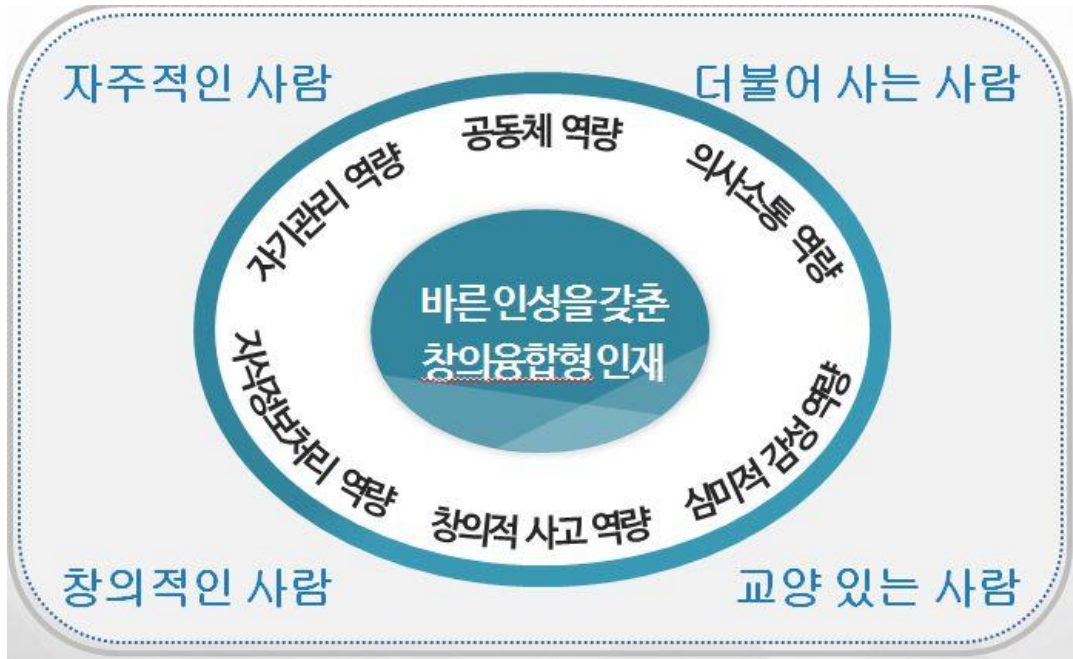 자주적인 사람
더불어 사는 사람
공동체 역량
자기관리 역량
의사소통 역량
바른 인성을 갖춘
창의융합형 인재
지식정보처리 역량
심미적 감성 역량
창의적 사고 역량
창의적인 사람
교양 있는 사람